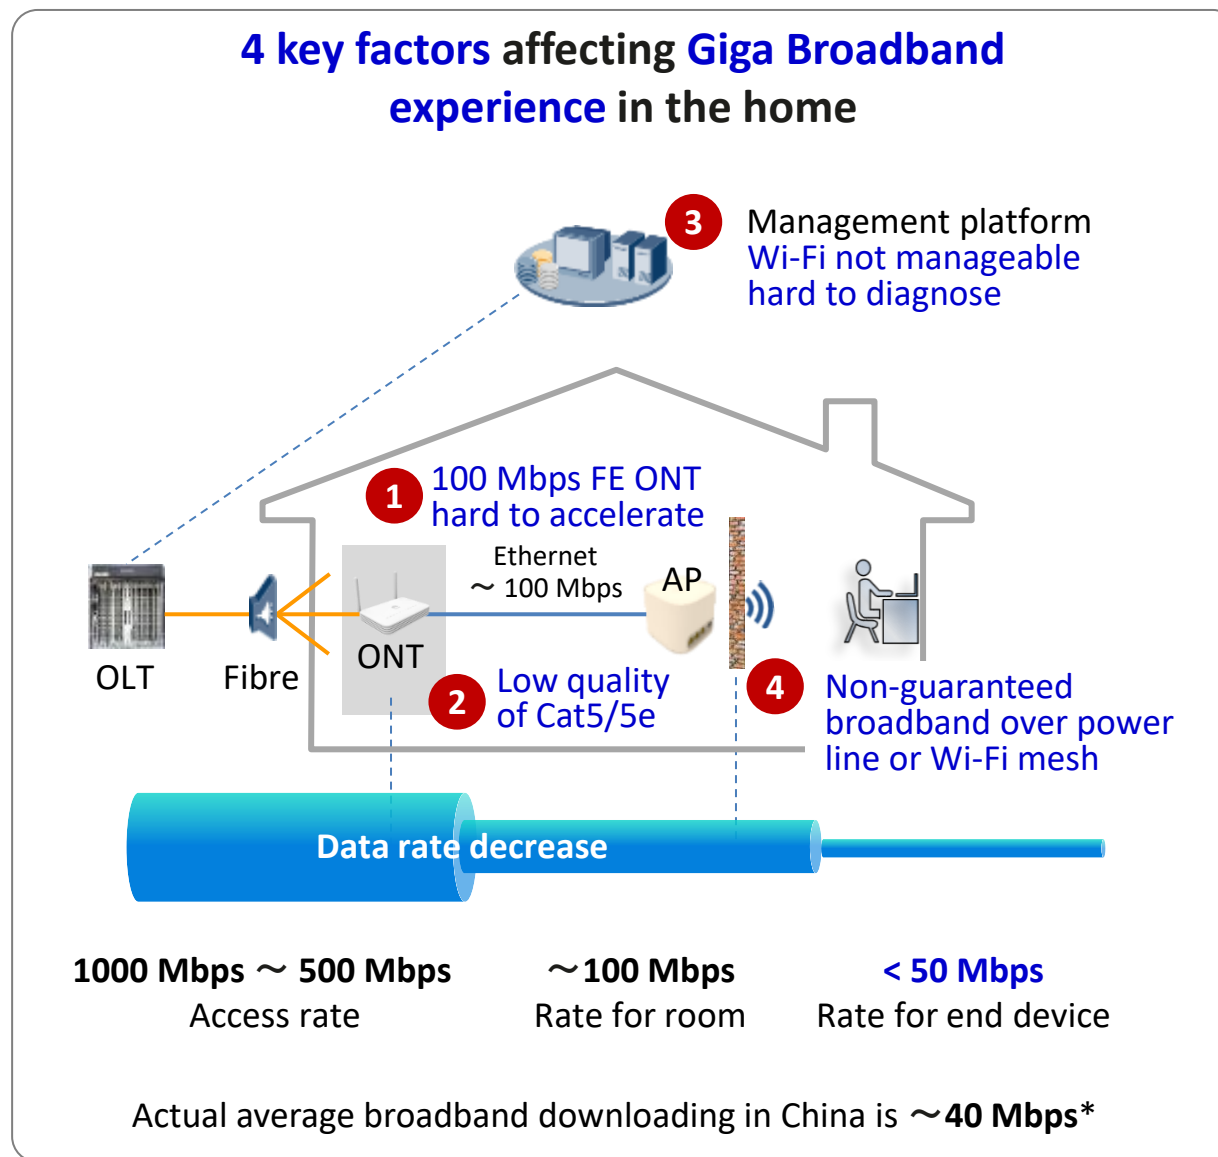 4 key factors affecting Giga Broadband
experience in the home
3
Management platform
Wi-Fi not manageable
hard to diagnose
1
100 Mbps FE ONT
hard to accelerate
Ethernet
～ 100 Mbps
AP
OLT
Fibre
ONT
2
Low quality
of Cat5/5e
4
Non-guaranteed
broadband over power
line or Wi-Fi mesh
Data rate decrease
1000 Mbps ～ 500 Mbps
Access rate
～100 Mbps
Rate for room
< 50 Mbps
Rate for end device
Actual average broadband downloading in China is ～40 Mbps*